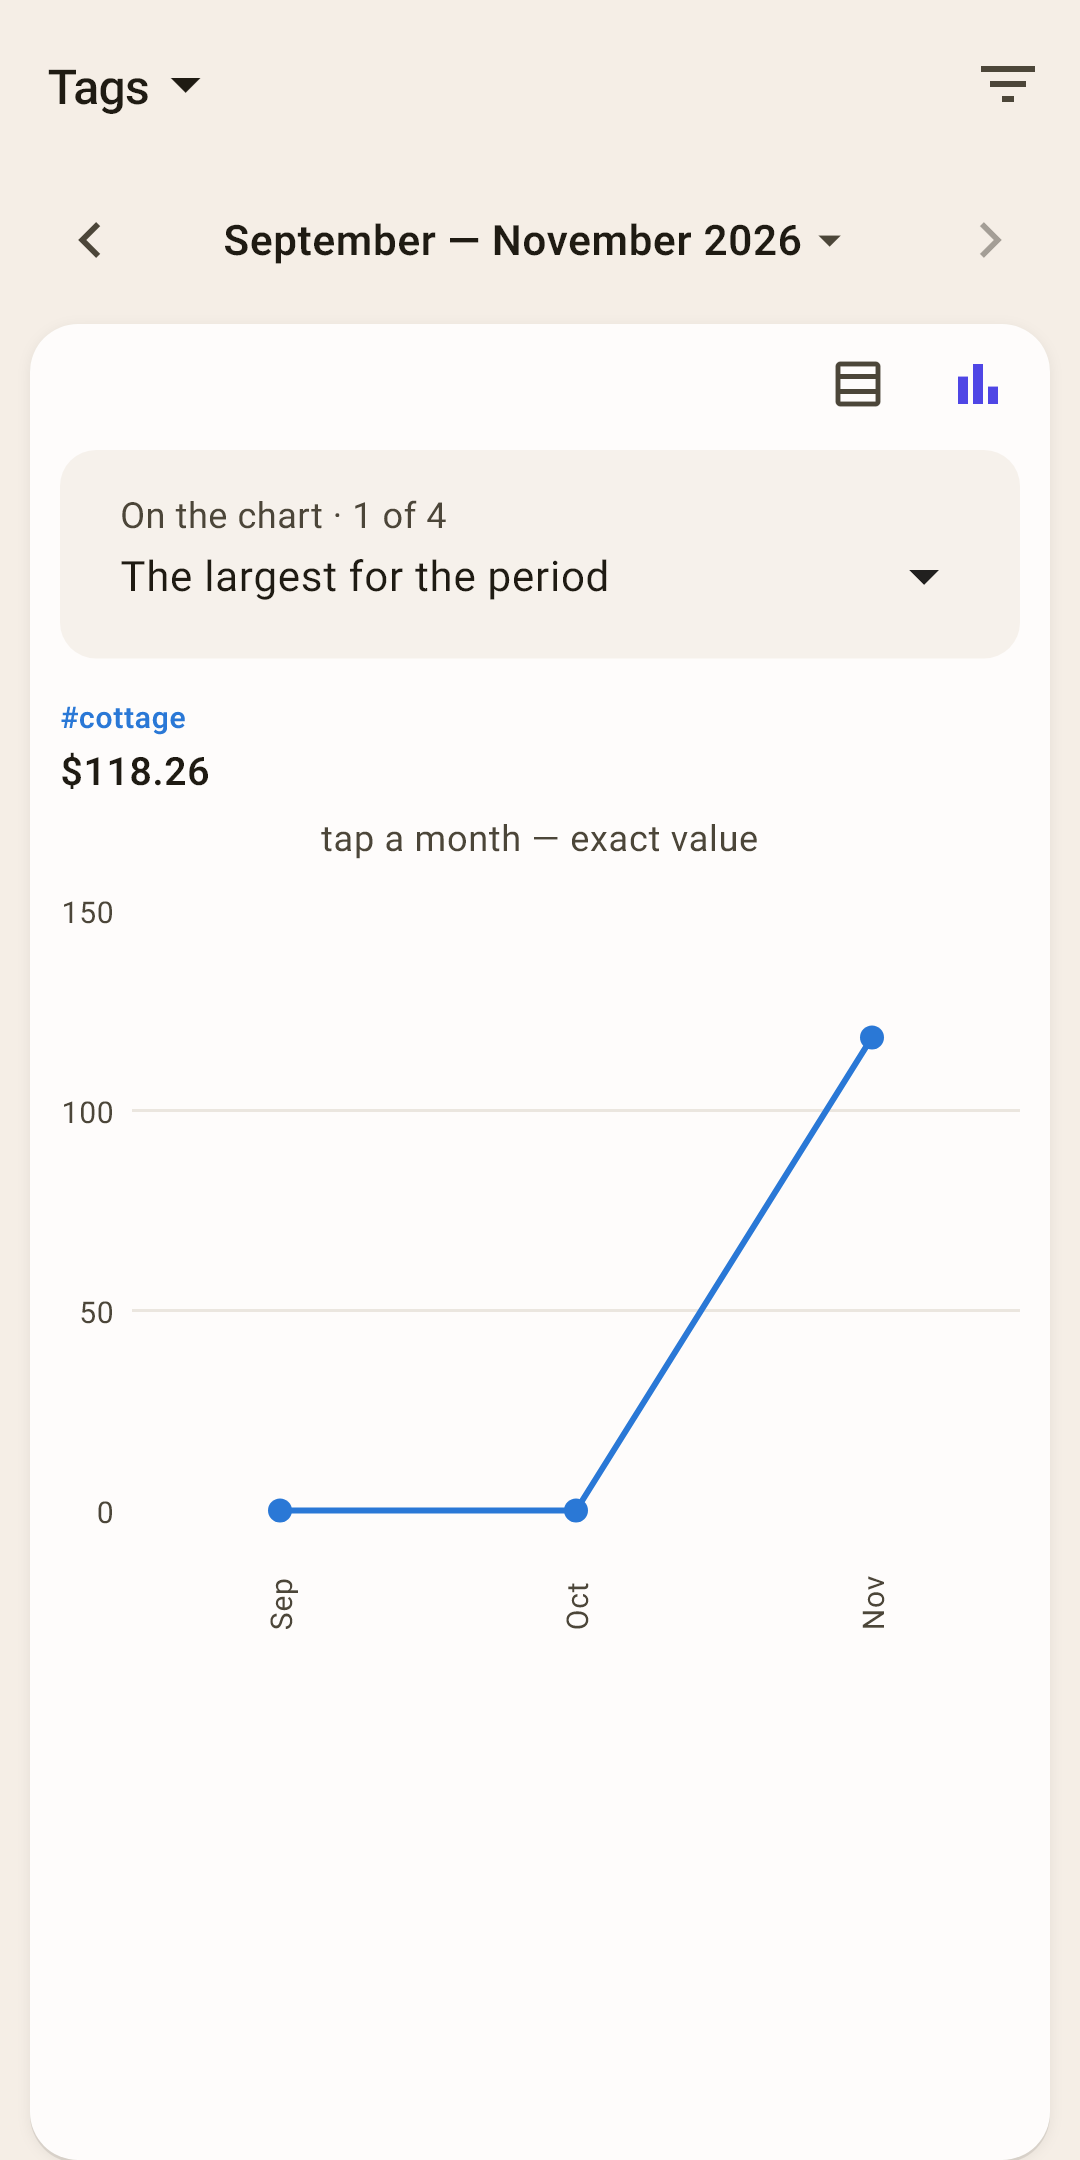 Tags
September — November 2026
On the chart · 1 of 4
The largest for the period
#cottage
$118.26
tap a month — exact value
150
100
50
0
Sep
Oct
Nov